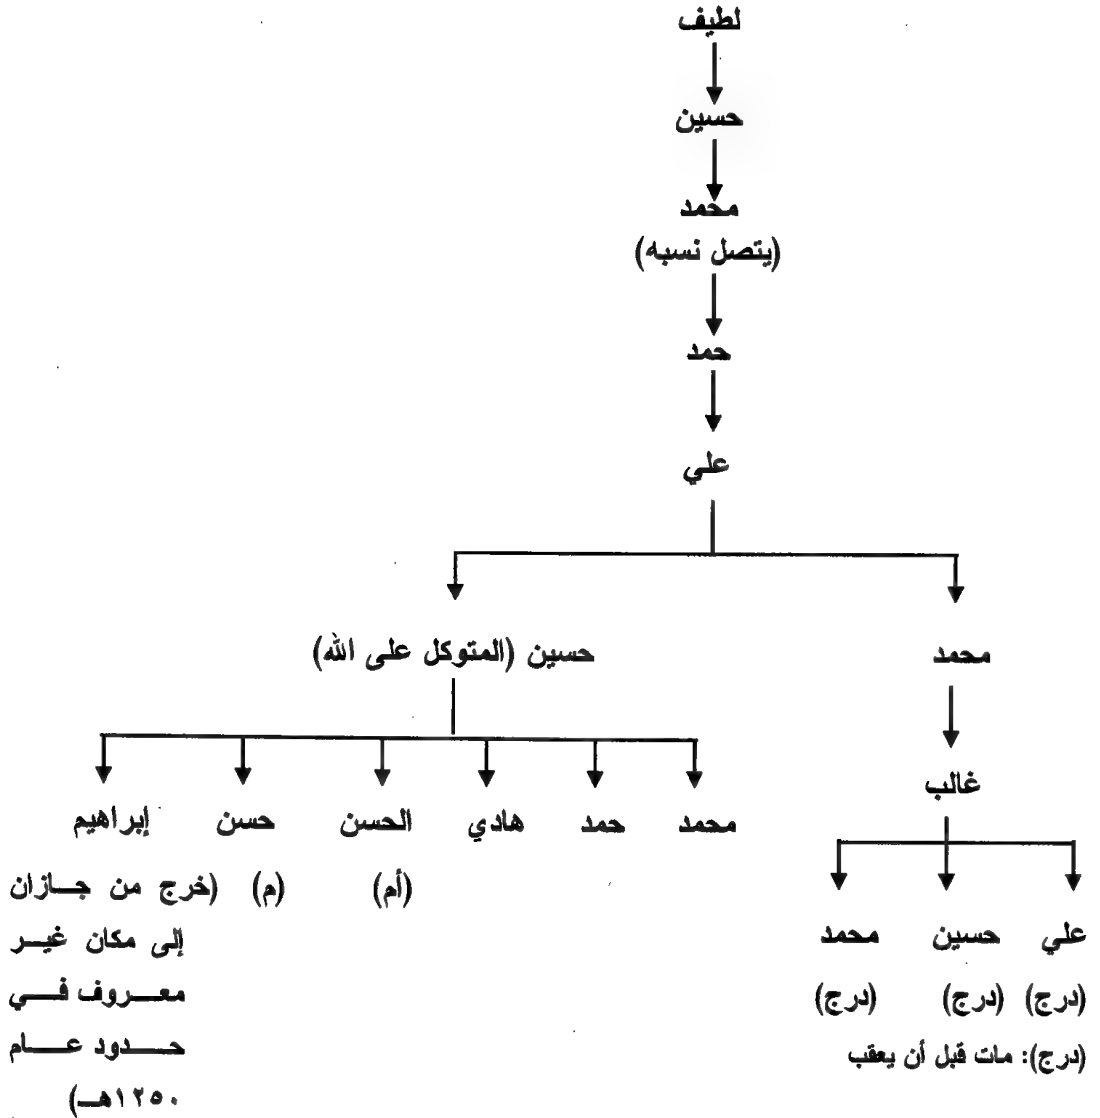 لطيف
حسين
محمد
(يتصل نسبه)
حمد
علي
محمد
حسين (المتوكل على الله)
غالب
محمد
حمد
هادي
الحسن
حسن
إبراهيم
(أم)
(م)
(خرج من جازان
إلى مكان غير
معروف في
حدود عام
١٢٥٠هـ)
علي
حسين
محمد
(درج)
(درج)
(درج)
(درج): مات قبل أن يعقب